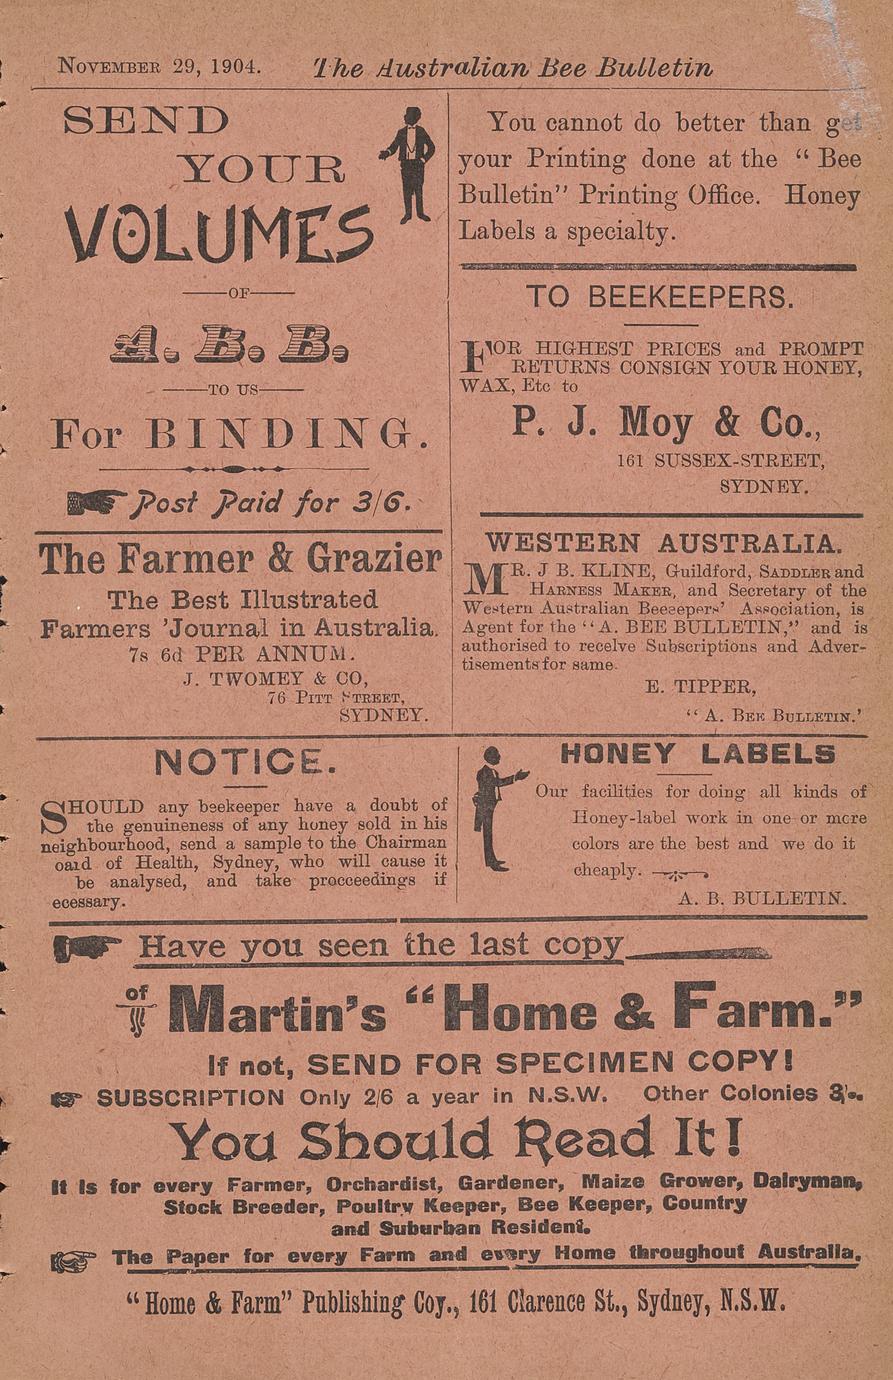 NOVEMBER 29, 1904. The Australian Bee Bulletin
SEND
YOUR
VOLUMES
OF
A. B. B.
TO US
For BINDING.
Post Paid for 3/6.
The Farmer & Grazier
The Best Illustrated
Farmers 'Journal in Australia.
7s 6d PER ANNUM.
J. TWOMEY & CO,
76 PITT STREET,
SYDNEY.
You cannot do better than get
your Printing done at the “ Bee
Bulletin” Printing Office. Honey
Labels a specialty.
TO BEEKEEPERS.
FOR HIGHEST PRICES and PROMPT
RETURNS CONSIGN YOUR HONEY,
WAX, Etc to
P. J. Moy & Co.,
161 SUSSEX-STREET,
SYDNEY.
WESTERN AUSTRALIA.
MR. J B. KLINE, Guildford, SADDLER and
HARNESS MAKER, and Secretary of the
Western Australian Beeeepers’ Association, is
Agent for the “A. BEE BULLETIN,” and is
authorised to receive Subscriptions and Adver-
tisements for same.
E. TIPPER,
“ A. BEE BULLETIN.’
NOTICE.
SHOULD any beekeeper have a doubt of
the genuineness of any honey sold in his
neighbourhood, send a sample to the Chairman
oard of Health, Sydney, who will cause it
be analysed, and take procceedings if
ecessary.
HONEY LABELS
Our facilities for doing all kinds of
Honey-label work in one or more
colors are the best and we do it
cheaply.
A. B. BULLETIN.
Have you seen the last copy
of Martin’s “Home & Farm.”
If not, SEND FOR SPECIMEN COPY!
SUBSCRIPTION Only 2/6 a year in N.S.W. Other Colonies 3/-.
You Should Read It!
It is for every Farmer, Orchardist, Gardener, Maize Grower, Dairyman,
Stock Breeder, Poultry Keeper, Bee Keeper, Country
and Suburban Resident.
The Paper for every Farm and every Home throughout Australia.
“Home & Farm” Publishing Coy., 161 Clarence St., Sydney, N.S.W.